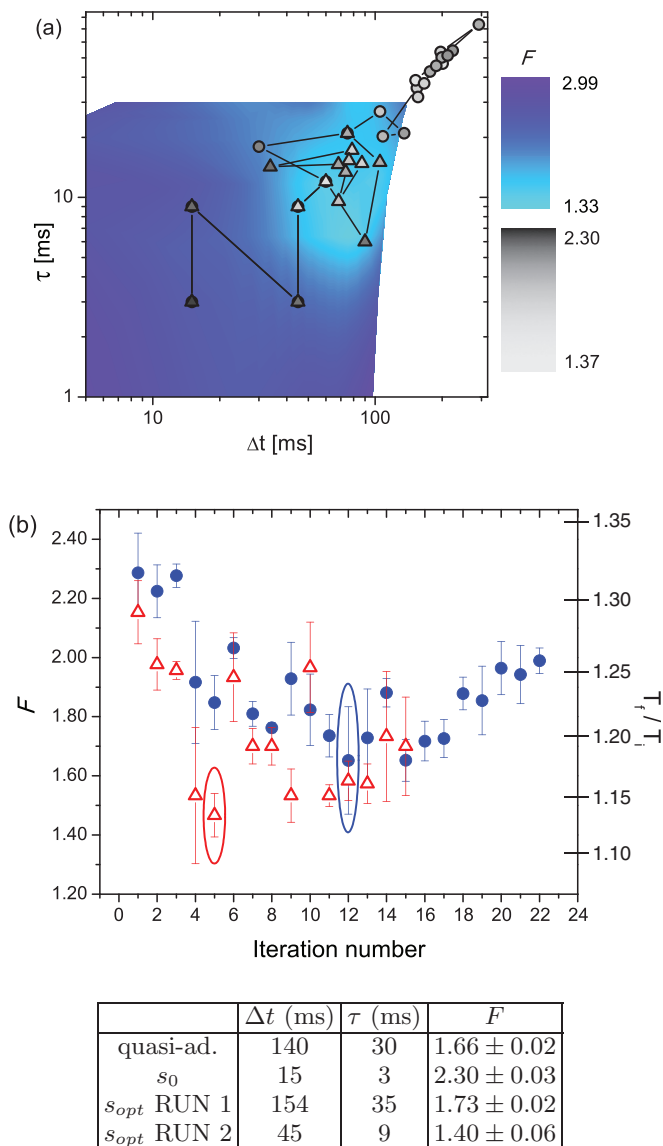 (a)
F
2.99
1.33
2.30
1.37
10
1
τ [ms]
10
100
Δt [ms]
(b)
2.40
2.20
2.00
1.80
1.60
1.40
1.20
F
1.35
1.30
1.25
1.20
1.15
1.10
T_f / T_i
0 2 4 6 8 10 12 14 16 18 20 22 24
Iteration number
Δt (ms) τ (ms) F
quasi-ad. 140 30 1.66 ± 0.02
s_0 15 3 2.30 ± 0.03
s_opt RUN 1 154 35 1.73 ± 0.02
s_opt RUN 2 45 9 1.40 ± 0.06